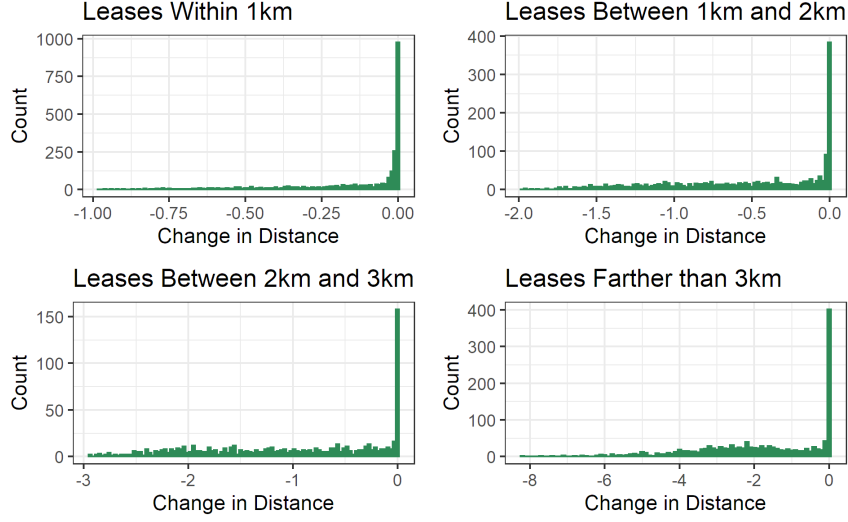 Leases Within 1km
1000
750
500
250
0
Count
-1.00 -0.75 -0.50 -0.25 0.00
Change in Distance
Leases Between 1km and 2km
400
300
200
100
0
Count
-2.0 -1.5 -1.0 -0.5 0.0
Change in Distance
Leases Between 2km and 3km
150
100
50
0
Count
-3 -2 -1 0
Change in Distance
Leases Farther than 3km
400
300
200
100
0
Count
-8 -6 -4 -2 0
Change in Distance